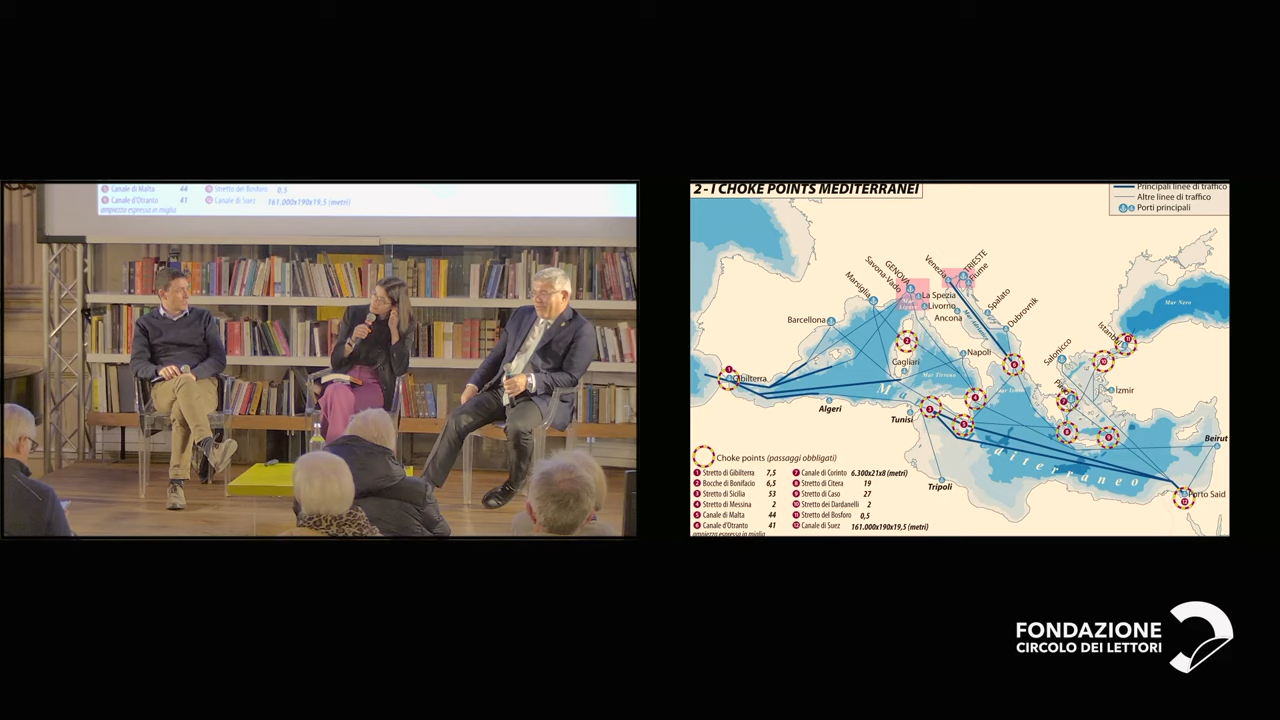 Canale di Malta 44 Stretto del Bosforo 0,5
Canale d'Otranto 41 Canale di Suez 161.000x190x19,5 (metri)
ampiezza espressa in miglia
2 - I CHOKE POINTS MEDITERRANEI
Principali linee di traffico
Altre linee di traffico
Porti principali
TRIESTE
Venezia
Fiume
GENOVA
Savona-Vado
Marsiglia
La Spezia
Livorno
Ancona
Spalato
Dubrovnik
Mar Nero
Barcellona
Istanbul
Salonicco
Napoli
Cagliari
Mar Tirreno
Gibilterra
Izmir
Algeri
Tunisi
Mar Mediterraneo
Beirut
Tripoli
Porto Said
Choke points (passaggi obbligati)
1 Stretto di Gibilterra 7,5 7 Canale di Corinto 6.300x21x8 (metri)
2 Bocche di Bonifacio 6,5 8 Stretto di Citera 19
3 Stretto di Sicilia 53 9 Stretto di Caso 27
4 Stretto di Messina 2 10 Stretto dei Dardanelli 2
5 Canale di Malta 44 11 Stretto del Bosforo 0,5
6 Canale d'Otranto 41 12 Canale di Suez 161.000x190x19,5 (metri)
ampiezza espressa in miglia
FONDAZIONE
CIRCOLO DEI LETTORI